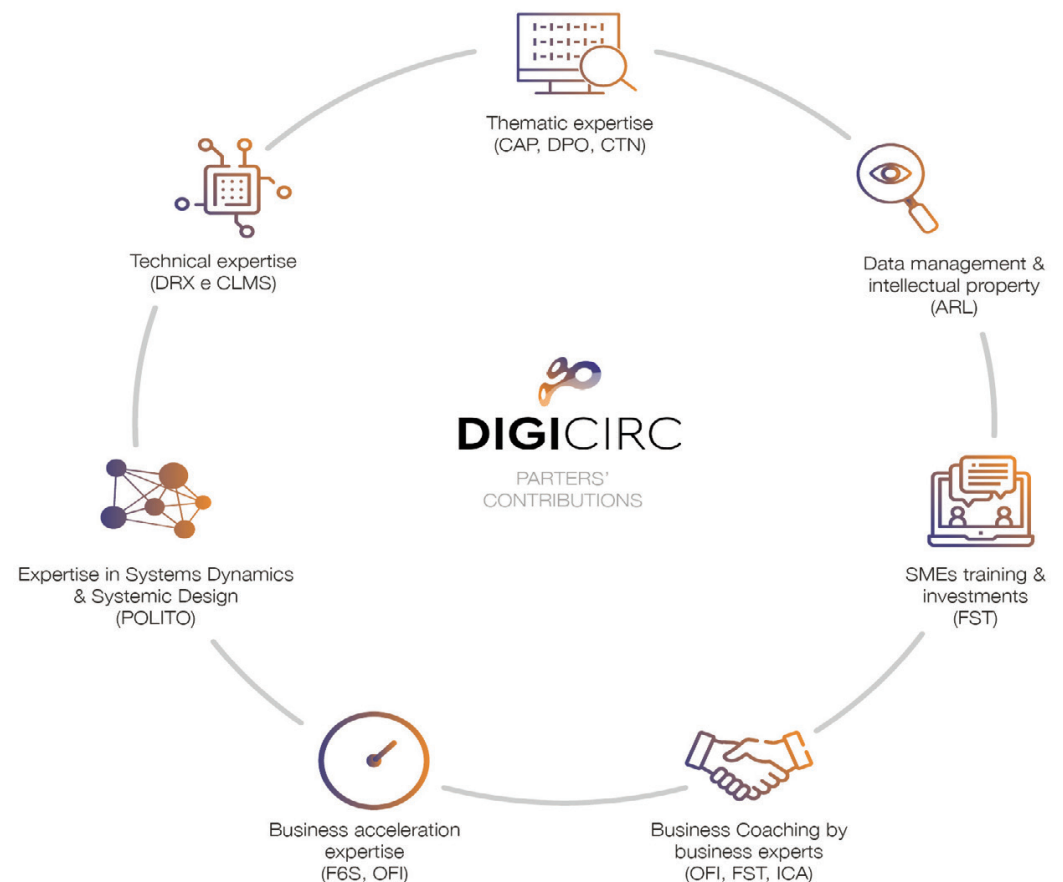 Thematic expertise
(CAP, DPO, CTN)
Data management &
intellectual property
(ARL)
SMEs training &
investments
(FST)
Business Coaching by
business experts
(OFI, FST, ICA)
Business acceleration
expertise
(F6S, OFI)
Expertise in Systems Dynamics
& Systemic Design
(POLITO)
Technical expertise
(DRX e CLMS)
DIGICIRC
PARTERS'
CONTRIBUTIONS